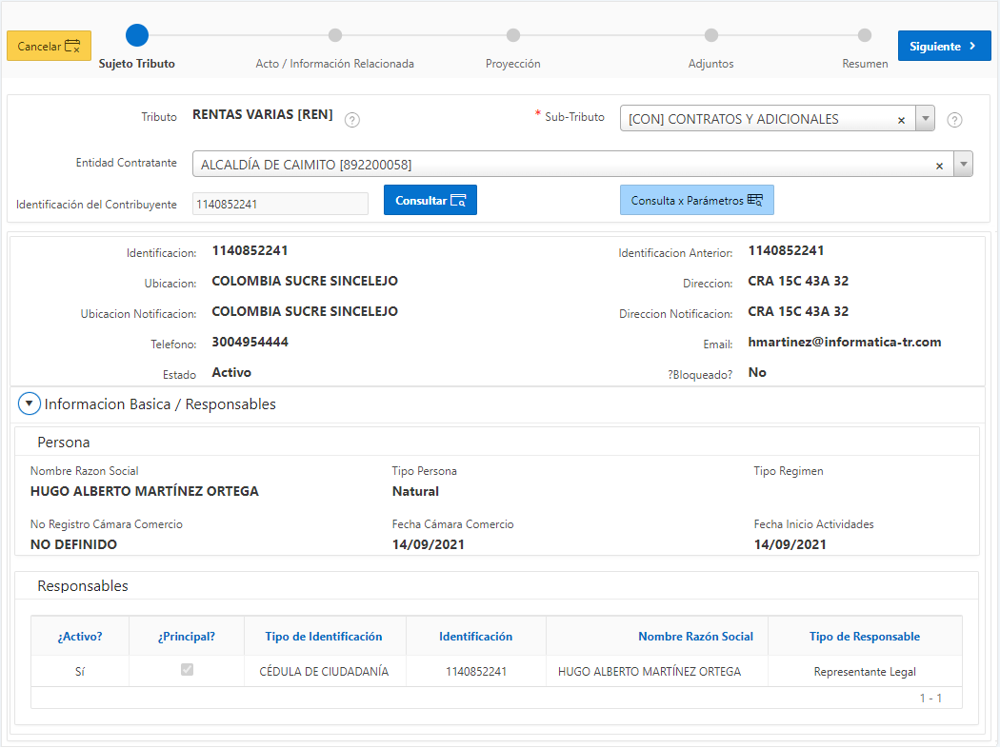 Cancelar
Siguiente
Sujeto Tributo
Acto / Información Relacionada
Proyección
Adjuntos
Resumen
Tributo RENTAS VARIAS [REN] ?
* Sub-Tributo [CON] CONTRATOS Y ADICIONALES × ?
Entidad Contratante ALCALDÍA DE CAIMITO [892200058] ×
Identificación del Contribuyente 1140852241 Consultar Consulta x Parámetros
Identificacion: 1140852241 Identificacion Anterior: 1140852241
Ubicacion: COLOMBIA SUCRE SINCELEJO Direccion: CRA 15C 43A 32
Ubicacion Notificacion: COLOMBIA SUCRE SINCELEJO Direccion Notificacion: CRA 15C 43A 32
Telefono: 3004954444 Email: hmartinez@informatica-tr.com
Estado Activo ?Bloqueado? No
Informacion Basica / Responsables
Persona
Nombre Razon Social Tipo Persona Tipo Regimen
HUGO ALBERTO MARTÍNEZ ORTEGA Natural
No Registro Cámara Comercio Fecha Cámara Comercio Fecha Inicio Actividades
NO DEFINIDO 14/09/2021 14/09/2021
Responsables
¿Activo? ¿Principal? Tipo de Identificación Identificación Nombre Razón Social Tipo de Responsable
Sí CÉDULA DE CIUDADANÍA 1140852241 HUGO ALBERTO MARTÍNEZ ORTEGA Representante Legal
1 - 1